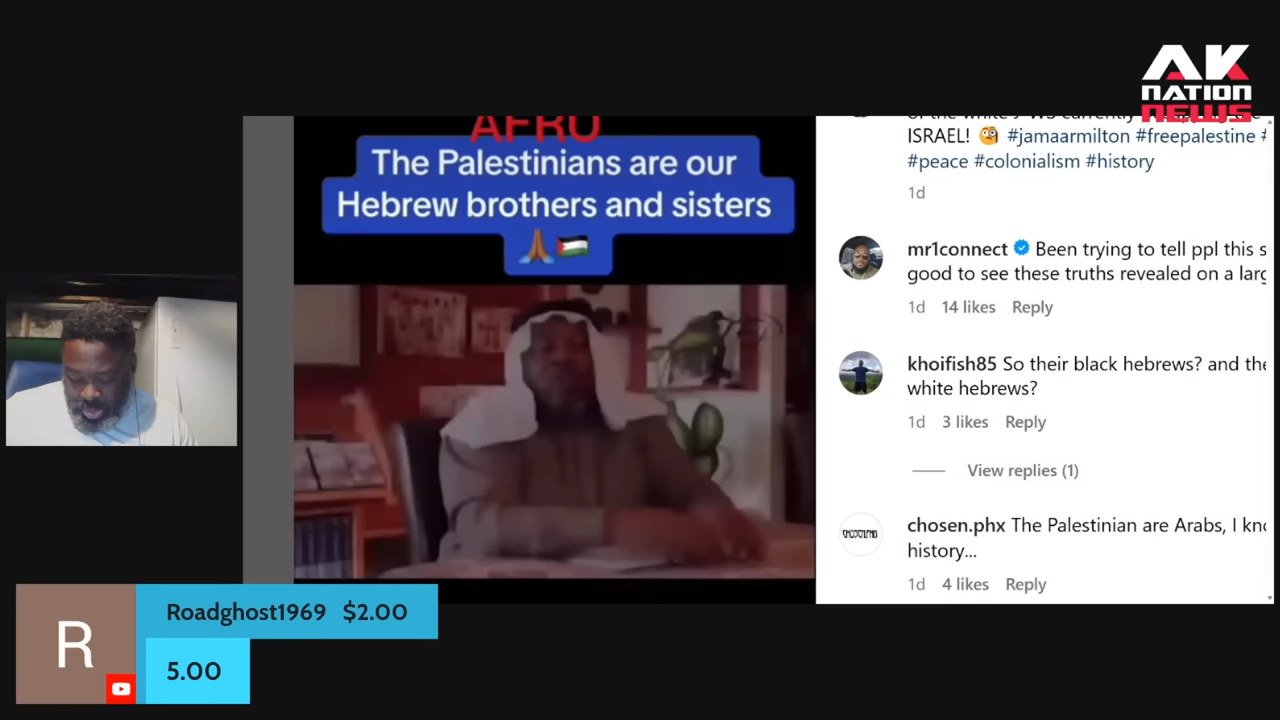 AK
NATION
NEWS
AFRO
The Palestinians are our
Hebrew brothers and sisters
ISRAEL! #jamaarmilton #freepalestine #
#peace #colonialism #history
1d
mr1connect Been trying to tell ppl this s
good to see these truths revealed on a larg
1d 14 likes Reply
khoifish85 So their black hebrews? and the
white hebrews?
1d 3 likes Reply
View replies (1)
chosen.phx The Palestinian are Arabs, I kno
history...
1d 4 likes Reply
R
Roadghost1969 $2.00
5.00